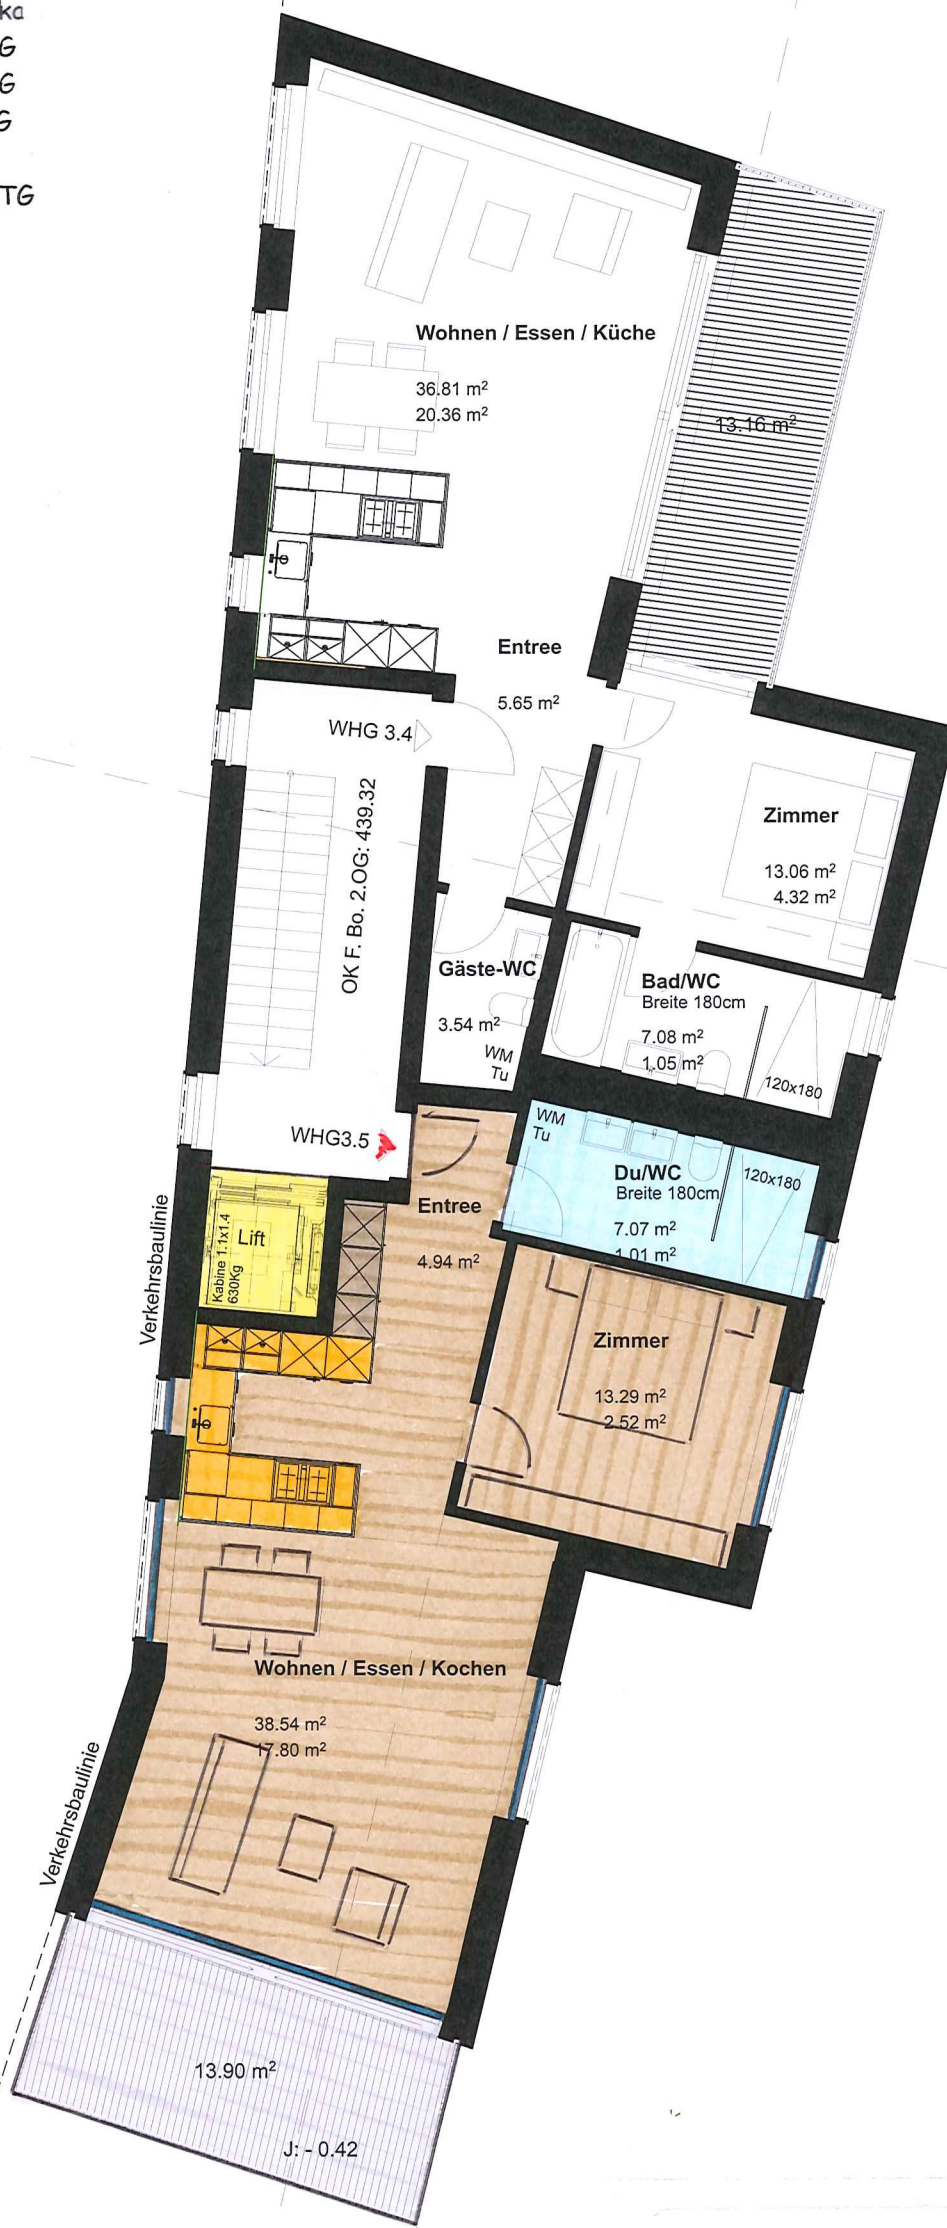 ka
G
G
G
TG
Wohnen / Essen / Küche
36.81 m²
20.36 m²
13.16 m²
Entree
5.65 m²
WHG 3.4
OK F. Bo. 2.OG: 439.32
Zimmer
13.06 m²
4.32 m²
Gäste-WC
3.54 m²
WM
Tu
Bad/WC
Breite 180cm
7.08 m²
1.05 m²
120x180
WHG3.5
WM
Tu
Du/WC
Breite 180cm
7.07 m²
1.01 m²
120x180
Entree
4.94 m²
Lift
Kabine 1.1x1.4
630Kg
Verkehrsbaulinie
Zimmer
13.29 m²
2.52 m²
Wohnen / Essen / Kochen
38.54 m²
17.80 m²
Verkehrsbaulinie
13.90 m²
J: - 0.42